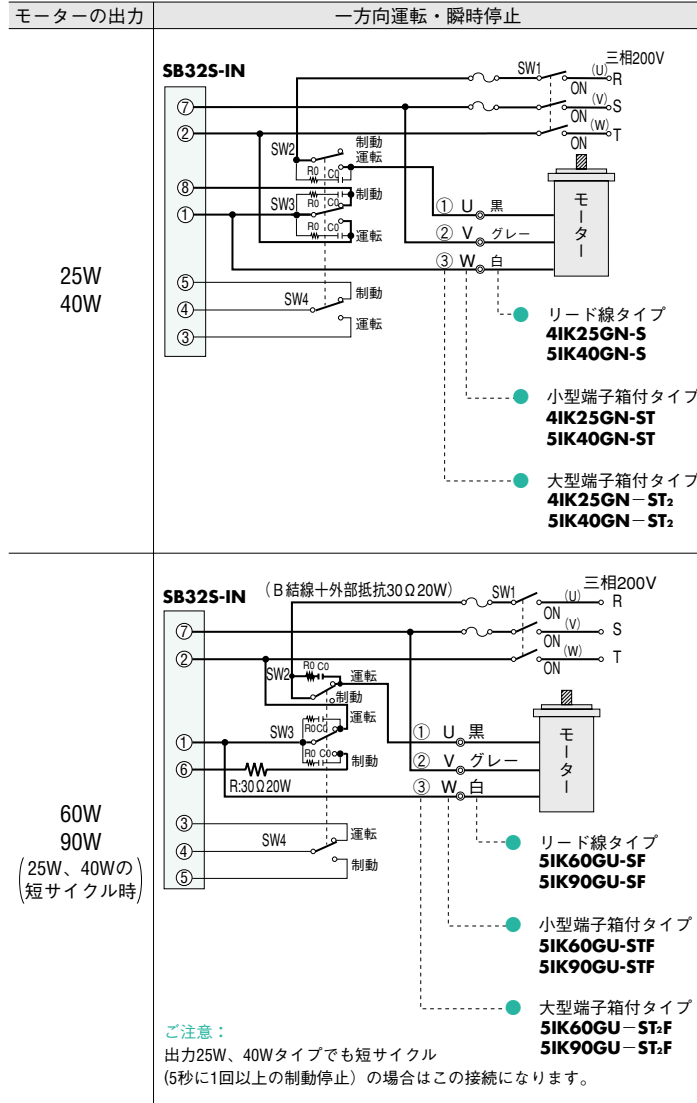 モーターの出力
一方向運転・瞬時停止
25W
40W
SB32S-IN
三相200V
SW1
(U)
R
ON
(V)
S
ON
(W)
T
ON
⑦
②
⑧
①
⑤
④
③
SW2
制動
運転
R0 C0
制動
SW3
R0 C0
R0 C0
運転
制動
SW4
運転
① U 黒
② V グレー
③ W 白
モーター
リード線タイプ
4IK25GN-S
5IK40GN-S
小型端子箱付タイプ
4IK25GN-ST
5IK40GN-ST
大型端子箱付タイプ
4IK25GN−ST2
5IK40GN−ST2
60W
90W
(25W、40Wの
短サイクル時)
SB32S-IN
(B結線+外部抵抗30Ω20W)
三相200V
SW1
(U)
R
ON
(V)
S
ON
(W)
T
ON
⑦
②
①
⑥
③
④
⑤
R0 C0
SW2
運転
制動
運転
R0 C0
SW3
R0 C0
制動
R:30Ω20W
運転
SW4
制動
① U 黒
② V グレー
③ W 白
モーター
リード線タイプ
5IK60GU-SF
5IK90GU-SF
小型端子箱付タイプ
5IK60GU-STF
5IK90GU-STF
大型端子箱付タイプ
5IK60GU−ST2F
5IK90GU−ST2F
ご注意:
出力25W、40Wタイプでも短サイクル
(5秒に1回以上の制動停止)の場合はこの接続になります。